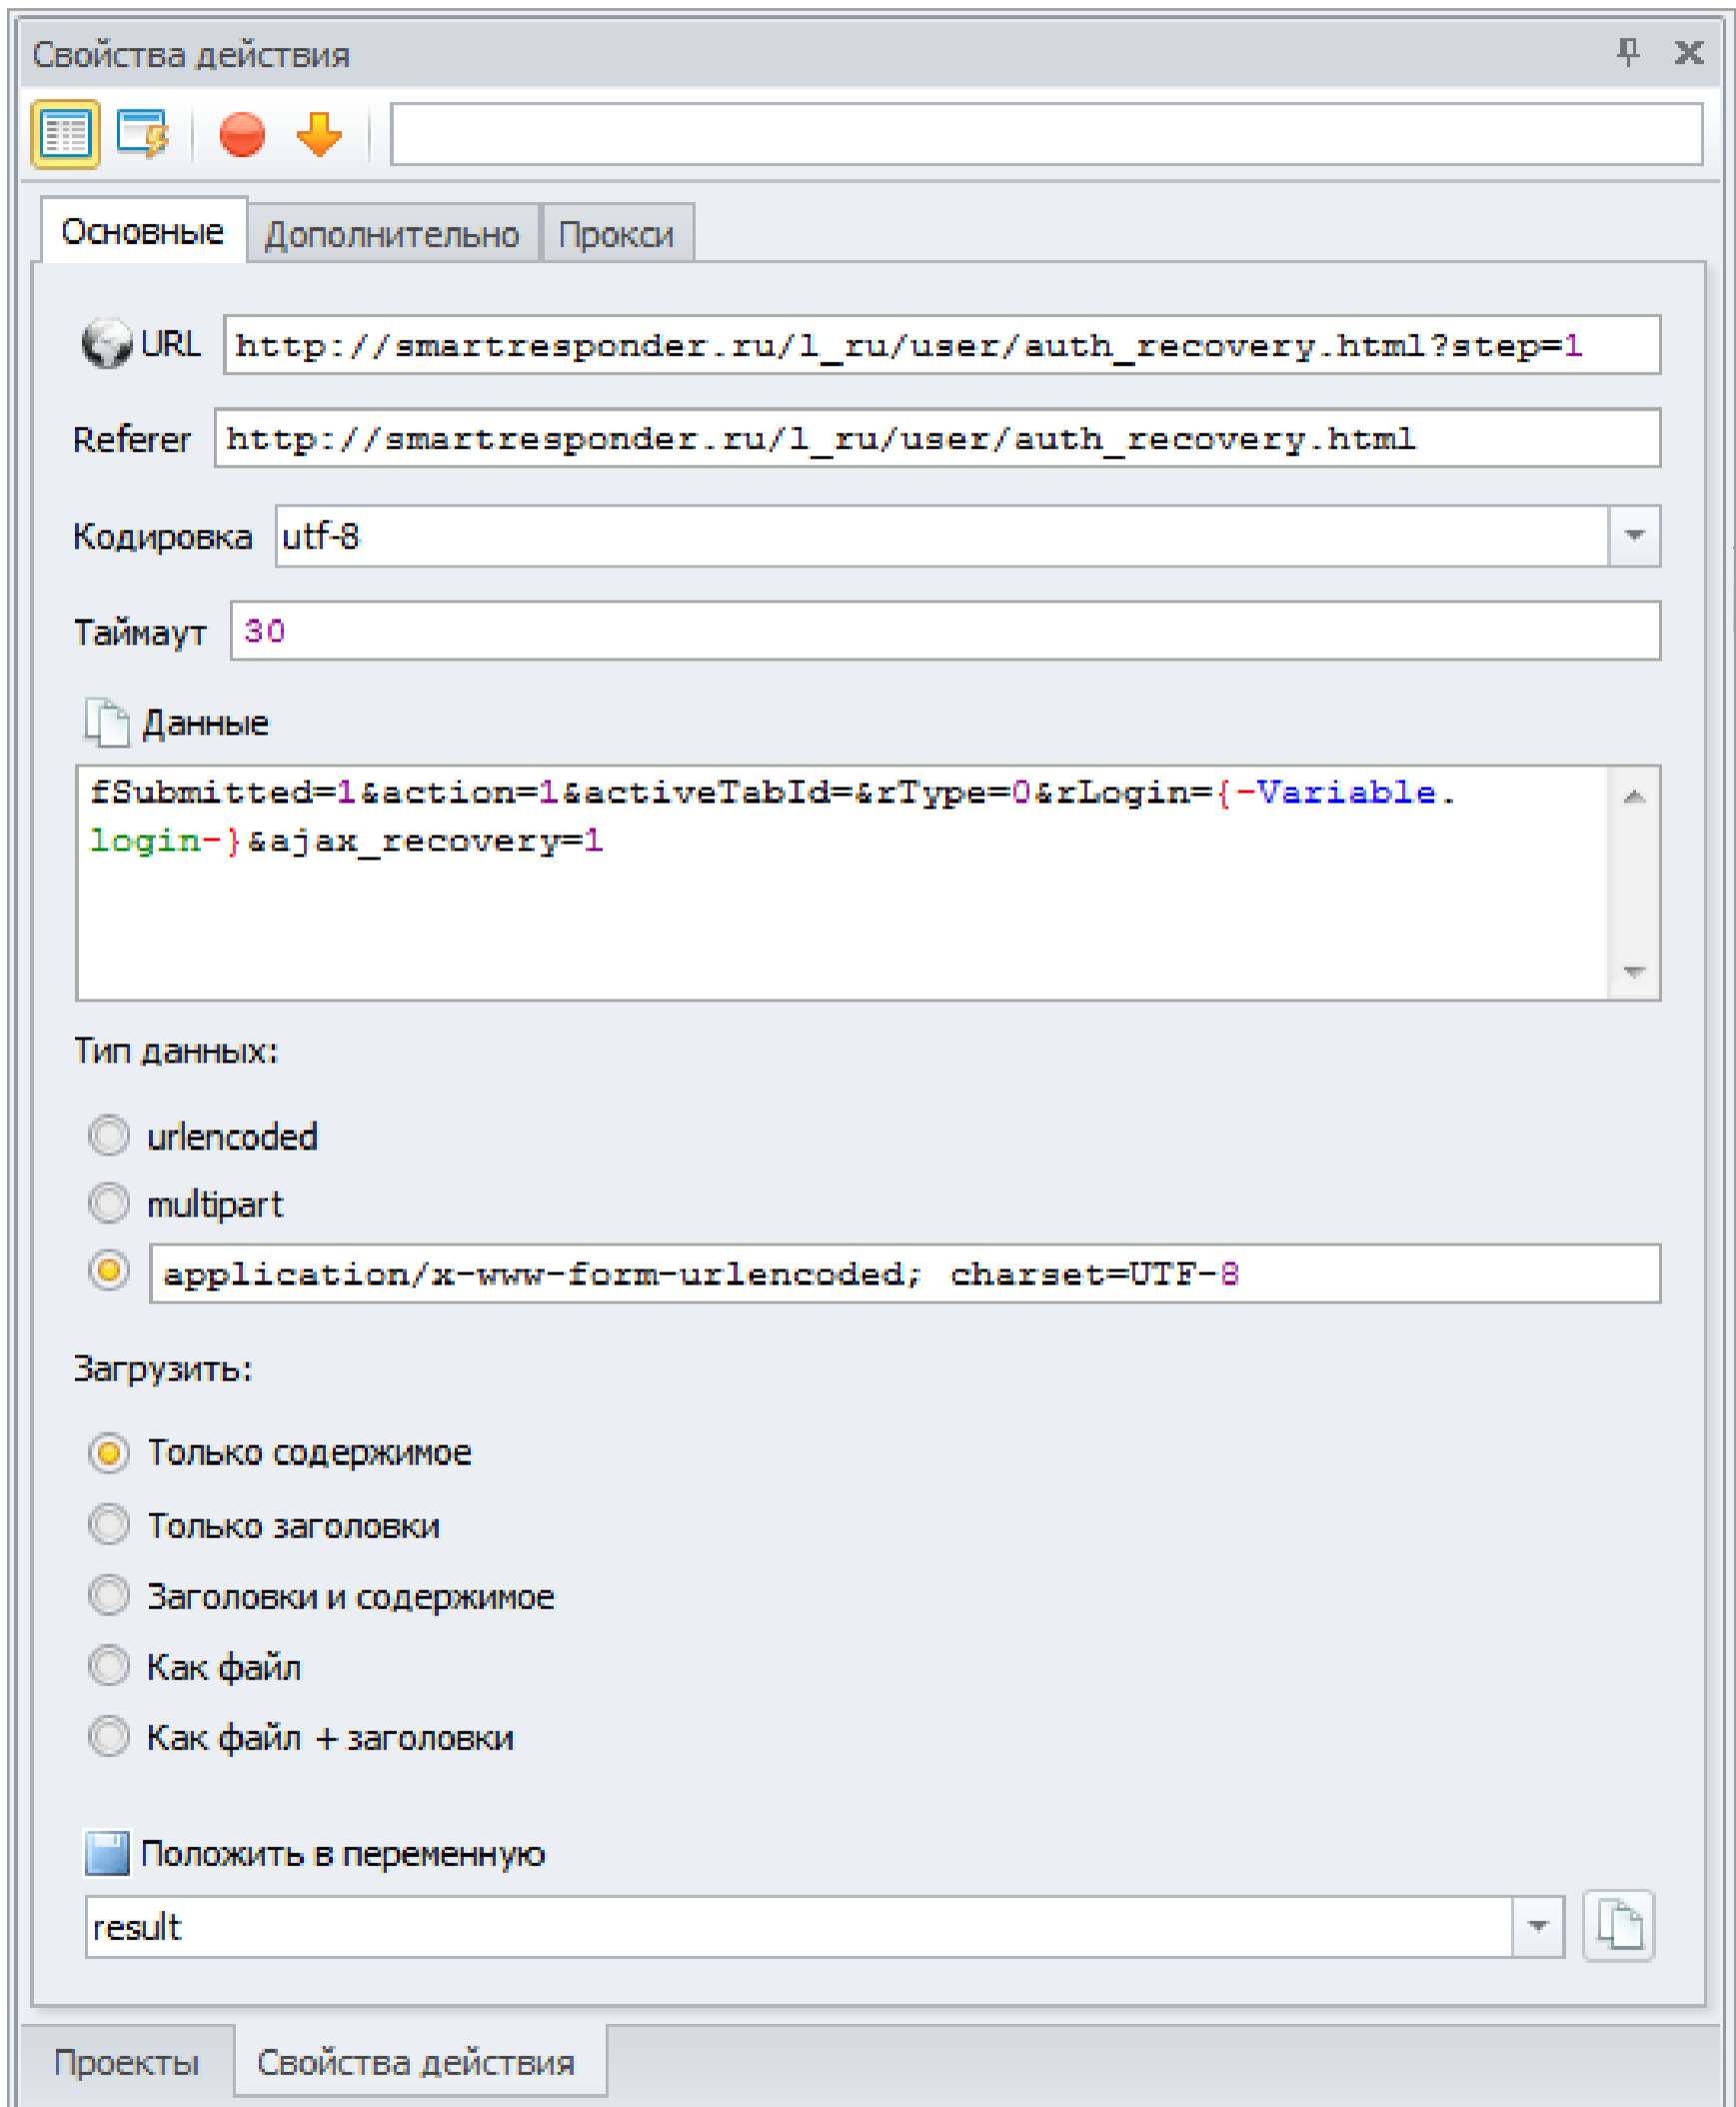 Свойства действия
Основные Дополнительно Прокси
URL http://smartresponder.ru/l_ru/user/auth_recovery.html?step=1
Referer http://smartresponder.ru/l_ru/user/auth_recovery.html
Кодировка utf-8
Таймаут 30
Данные
fSubmitted=1&action=1&activeTabId=&rType=0&rLogin={-Variable.
login-}&ajax_recovery=1
Тип данных:
urlencoded
multipart
application/x-www-form-urlencoded; charset=UTF-8
Загрузить:
Только содержимое
Только заголовки
Заголовки и содержимое
Как файл
Как файл + заголовки
Положить в переменную
result
Проекты Свойства действия